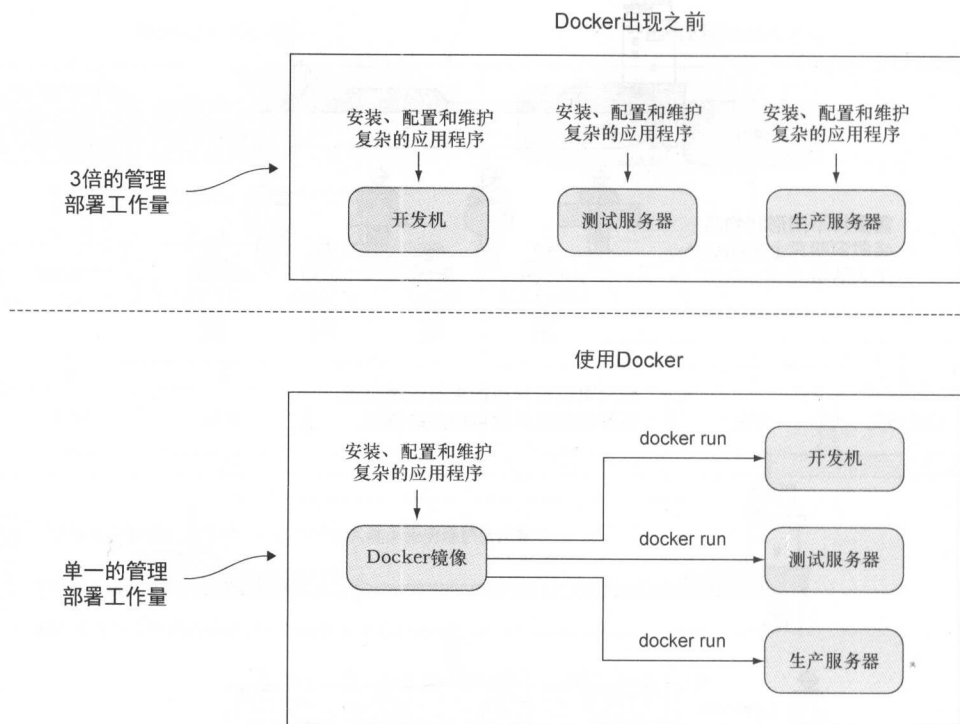 Docker出现之前
安装、配置和维护
复杂的应用程序
安装、配置和维护
复杂的应用程序
安装、配置和维护
复杂的应用程序
3倍的管理
部署工作量
开发机
测试服务器
生产服务器
使用Docker
安装、配置和维护
复杂的应用程序
docker run
开发机
Docker镜像
docker run
测试服务器
单一的管理
部署工作量
docker run
生产服务器